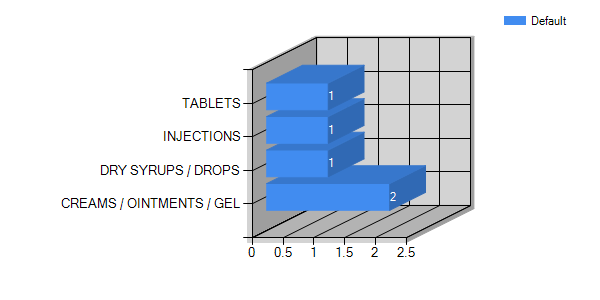 Default
TABLETS
1
INJECTIONS
1
DRY SYRUPS / DROPS
1
CREAMS / OINTMENTS / GEL
2
0 0.5 1 1.5 2 2.5